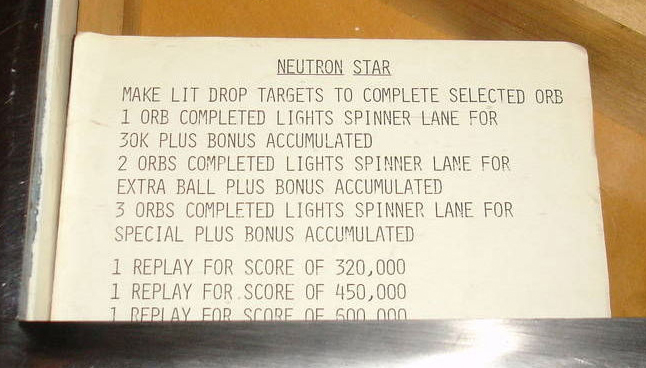 NEUTRON STAR
MAKE LIT DROP TARGETS TO COMPLETE SELECTED ORB
1 ORB COMPLETED LIGHTS SPINNER LANE FOR
30K PLUS BONUS ACCUMULATED
2 ORBS COMPLETED LIGHTS SPINNER LANE FOR
EXTRA BALL PLUS BONUS ACCUMULATED
3 ORBS COMPLETED LIGHTS SPINNER LANE FOR
SPECIAL PLUS BONUS ACCUMULATED
1 REPLAY FOR SCORE OF 320,000
1 REPLAY FOR SCORE OF 450,000
1 REPLAY FOR SCORE OF 600,000